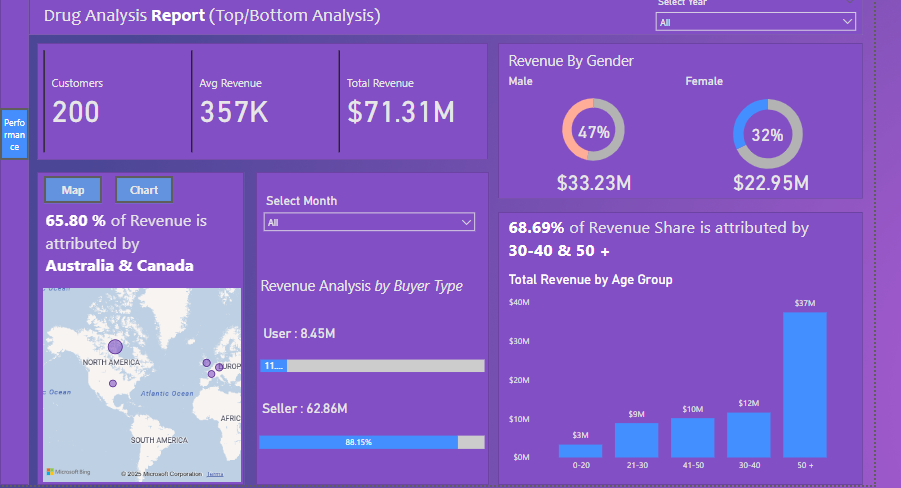 Drug Analysis Report (Top/Bottom Analysis)
Select Year
All
Perfo
rman
ce
Customers
200
Avg Revenue
357K
Total Revenue
$71.31M
Revenue By Gender
Male
Female
47%
32%
$33.23M
$22.95M
Map
Chart
65.80 % of Revenue is
attributed by
Australia & Canada
Ocean
NORTH AMERICA
EUROP
c Ocean
Atlantic Ocean
AFRIC
SOUTH AMERICA
Microsoft Bing
© 2025 Microsoft Corporation Terms
Select Month
All
Revenue Analysis by Buyer Type
User : 8.45M
11....
Seller : 62.86M
88.15%
68.69% of Revenue Share is attributed by
30-40 & 50 +
Total Revenue by Age Group
$40M
$30M
$20M
$10M
$0M
$3M
$9M
$10M
$12M
$37M
0-20
21-30
41-50
30-40
50 +